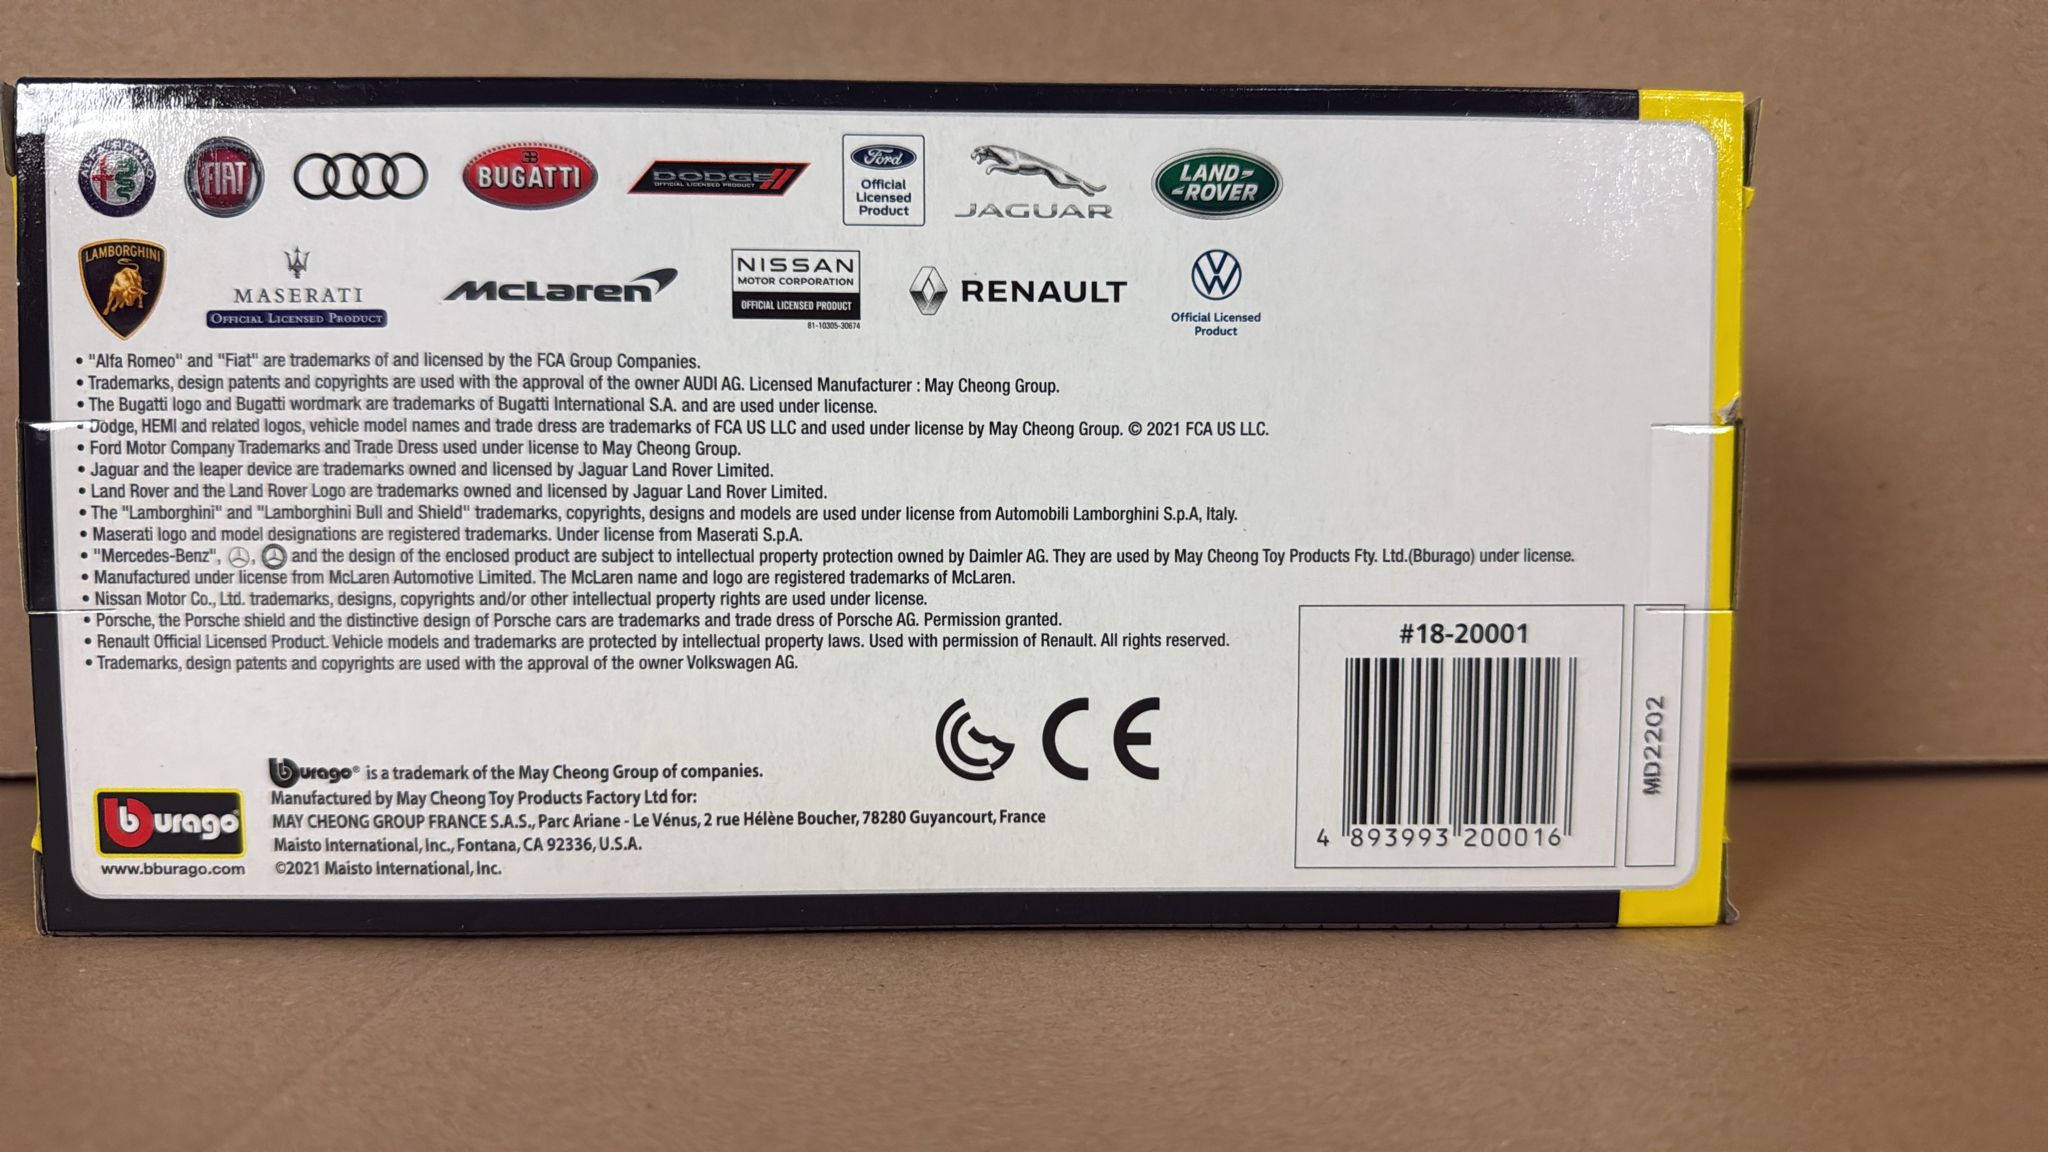 ALFA ROMEO
FIAT
BUGATTI
DODGE
OFFICIAL LICENSED PRODUCT
Ford
Official
Licensed
Product
JAGUAR
LAND-
-ROVER
LAMBORGHINI
MASERATI
OFFICIAL LICENSED PRODUCT
McLaren
NISSAN
MOTOR CORPORATION
OFFICIAL LICENSED PRODUCT
81-10305-30674
RENAULT
Official Licensed
Product
• "Alfa Romeo" and "Fiat" are trademarks of and licensed by the FCA Group Companies.
• Trademarks, design patents and copyrights are used with the approval of the owner AUDI AG. Licensed Manufacturer : May Cheong Group.
• The Bugatti logo and Bugatti wordmark are trademarks of Bugatti International S.A. and are used under license.
• Dodge, HEMI and related logos, vehicle model names and trade dress are trademarks of FCA US LLC and used under license by May Cheong Group. © 2021 FCA US LLC.
• Ford Motor Company Trademarks and Trade Dress used under license to May Cheong Group.
• Jaguar and the leaper device are trademarks owned and licensed by Jaguar Land Rover Limited.
• Land Rover and the Land Rover Logo are trademarks owned and licensed by Jaguar Land Rover Limited.
• The "Lamborghini" and "Lamborghini Bull and Shield" trademarks, copyrights, designs and models are used under license from Automobili Lamborghini S.p.A, Italy.
• Maserati logo and model designations are registered trademarks. Under license from Maserati S.p.A.
• "Mercedes-Benz", , and the design of the enclosed product are subject to intellectual property protection owned by Daimler AG. They are used by May Cheong Toy Products Fty. Ltd.(Bburago) under license.
• Manufactured under license from McLaren Automotive Limited. The McLaren name and logo are registered trademarks of McLaren.
• Nissan Motor Co., Ltd. trademarks, designs, copyrights and/or other intellectual property rights are used under license.
• Porsche, the Porsche shield and the distinctive design of Porsche cars are trademarks and trade dress of Porsche AG. Permission granted.
• Renault Official Licensed Product. Vehicle models and trademarks are protected by intellectual property laws. Used with permission of Renault. All rights reserved.
• Trademarks, design patents and copyrights are used with the approval of the owner Volkswagen AG.
#18-20001
4 893993 200016
MD2202
CE
burago® is a trademark of the May Cheong Group of companies.
Manufactured by May Cheong Toy Products Factory Ltd for:
MAY CHEONG GROUP FRANCE S.A.S., Parc Ariane - Le Vénus, 2 rue Hélène Boucher, 78280 Guyancourt, France
Maisto International, Inc., Fontana, CA 92336, U.S.A.
©2021 Maisto International, Inc.
burago
www.bburago.com